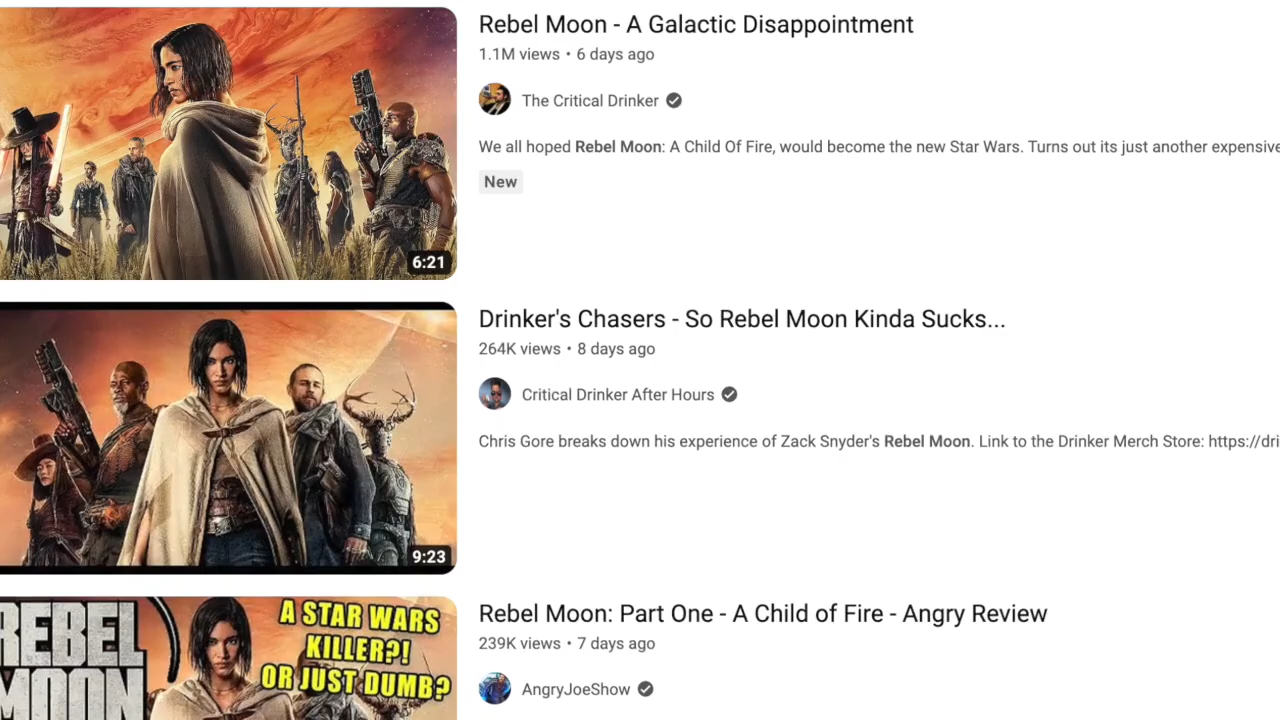 Rebel Moon - A Galactic Disappointment
1.1M views • 6 days ago
The Critical Drinker
We all hoped Rebel Moon: A Child Of Fire, would become the new Star Wars. Turns out its just another expensive
New
6:21
Drinker's Chasers - So Rebel Moon Kinda Sucks...
264K views • 8 days ago
Critical Drinker After Hours
Chris Gore breaks down his experience of Zack Snyder's Rebel Moon. Link to the Drinker Merch Store: https://dri
9:23
REBEL
MOON
A STAR WARS
KILLER?!
OR JUST DUMB?
Rebel Moon: Part One - A Child of Fire - Angry Review
239K views • 7 days ago
AngryJoeShow